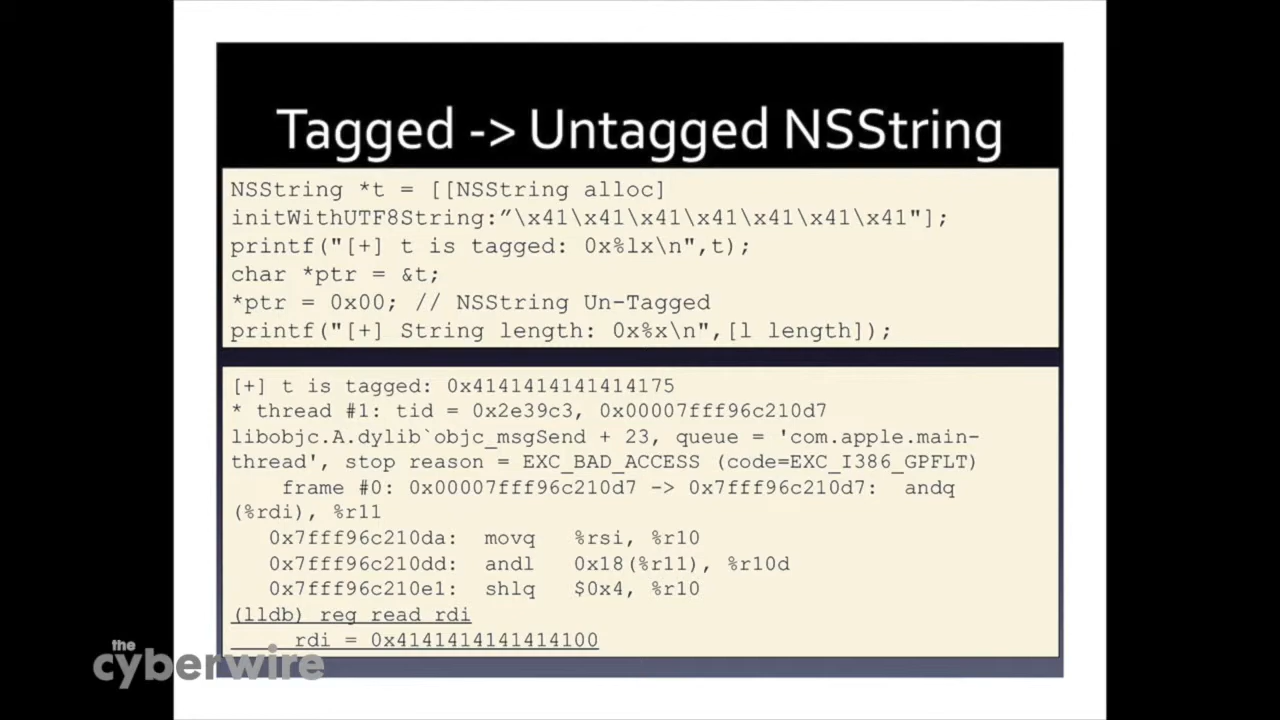 Tagged -> Untagged NSString
NSString *t = [[NSString alloc]
initWithUTF8String:”\x41\x41\x41\x41\x41\x41\x41"];
printf("[+] t is tagged: 0x%lx\n",t);
char *ptr = &t;
*ptr = 0x00; // NSString Un-Tagged
printf("[+] String length: 0x%x\n",[l length]);
[+] t is tagged: 0x4141414141414175
* thread #1: tid = 0x2e39c3, 0x00007fff96c210d7
libobjc.A.dylib`objc_msgSend + 23, queue = 'com.apple.main-
thread', stop reason = EXC_BAD_ACCESS (code=EXC_I386_GPFLT)
frame #0: 0x00007fff96c210d7 -> 0x7fff96c210d7: andq
(%rdi), %r11
0x7fff96c210da: movq %rsi, %r10
0x7fff96c210dd: andl 0x18(%r11), %r10d
0x7fff96c210e1: shlq $0x4, %r10
(lldb) reg read rdi
rdi = 0x4141414141414100
the
cyberwire